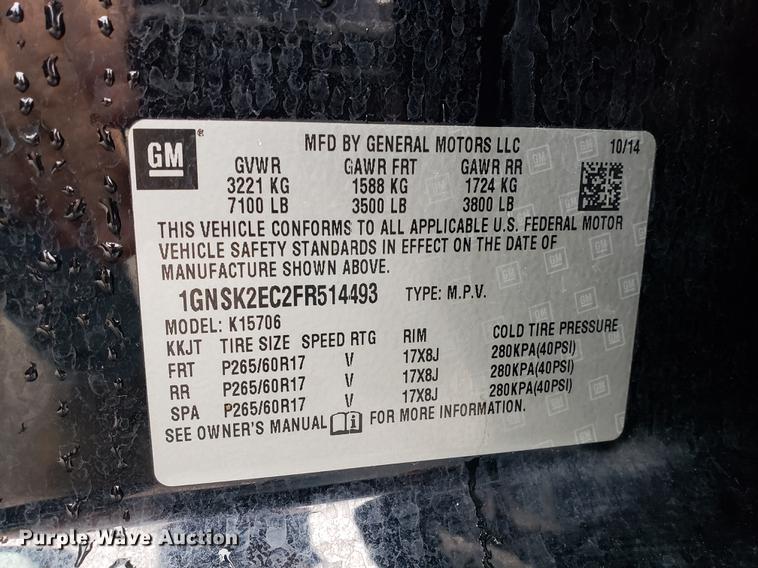 GM
®
MFD BY GENERAL MOTORS LLC 10/14
GVWR GAWR FRT GAWR RR
3221 KG 1588 KG 1724 KG
7100 LB 3500 LB 3800 LB
THIS VEHICLE CONFORMS TO ALL APPLICABLE U.S. FEDERAL MOTOR
VEHICLE SAFETY STANDARDS IN EFFECT ON THE DATE OF
MANUFACTURE SHOWN ABOVE.
1GNSK2EC2FR514493 TYPE: M.P.V.
MODEL: K15706
KKJT TIRE SIZE SPEED RTG RIM COLD TIRE PRESSURE
FRT P265/60R17 V 17X8J 280KPA(40PSI)
RR P265/60R17 V 17X8J 280KPA(40PSI)
SPA P265/60R17 V 17X8J 280KPA(40PSI)
SEE OWNER'S MANUAL i FOR MORE INFORMATION.
Purple Wave Auction